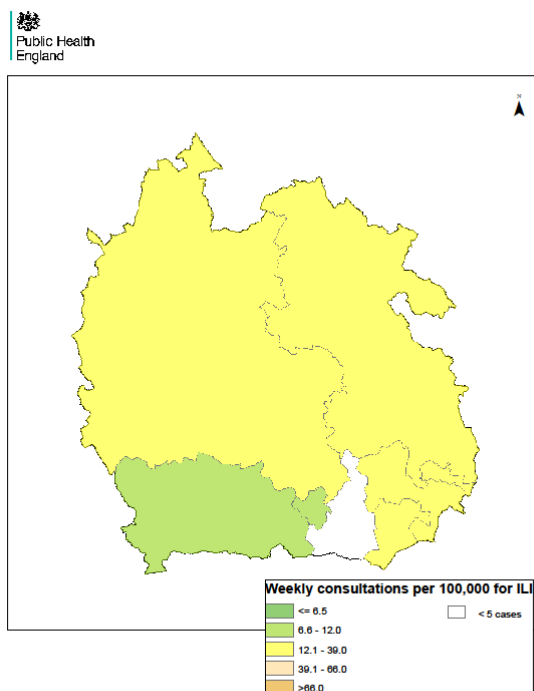 Public Health
England
N
Weekly consultations per 100,000 for ILI
<= 6.5
6.6 - 12.0
12.1 - 39.0
39.1 - 66.0
>66.0
< 5 cases